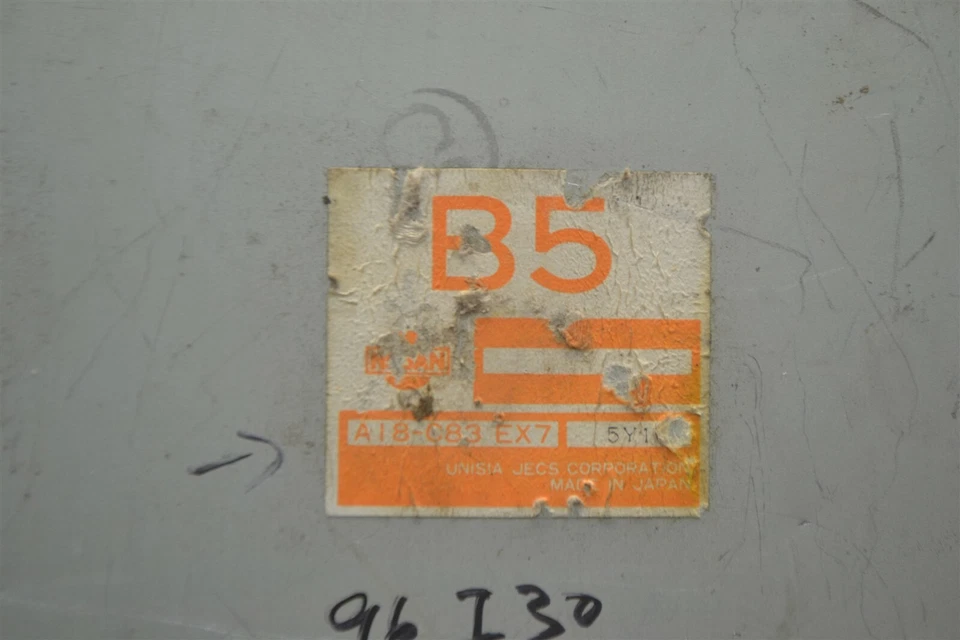 B5
A18-C83 EX7
UNISIA JECS CORPORATION
MADE IN JAPAN
96 I30